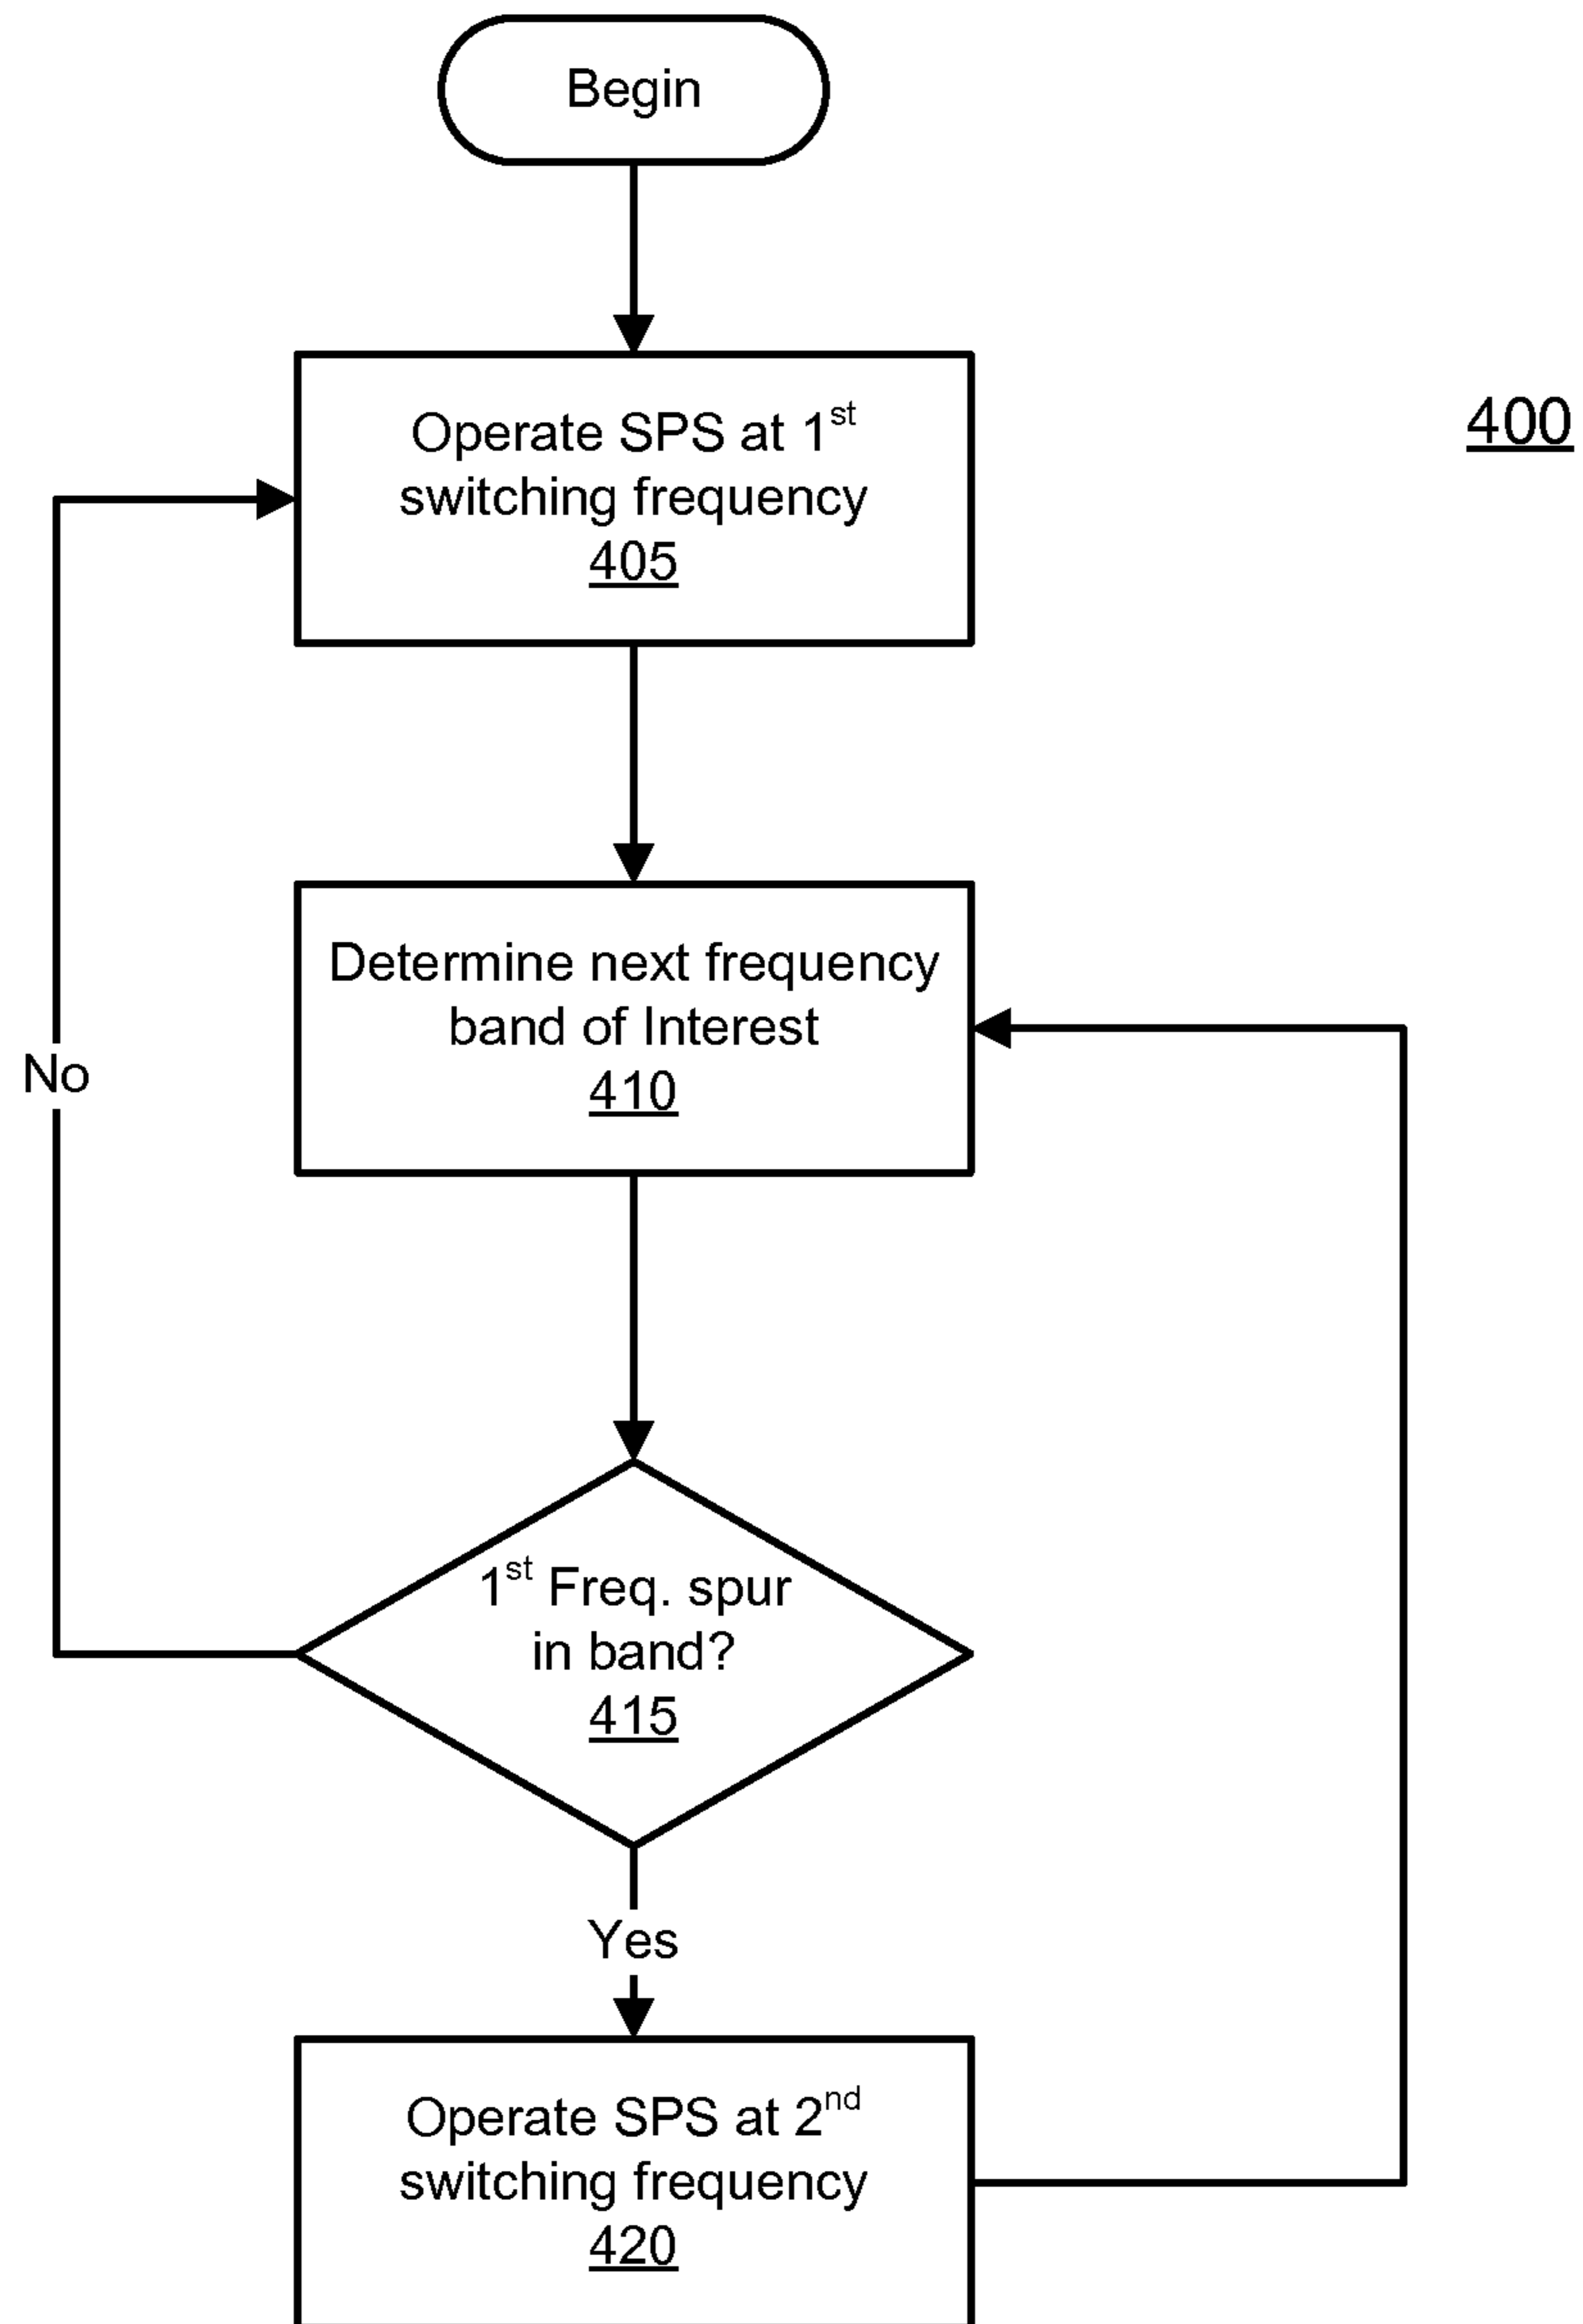 Begin
Operate SPS at 1st
switching frequency
405
400
Determine next frequency
band of Interest
410
No
1st Freq. spur
in band?
415
Yes
Operate SPS at 2nd
switching frequency
420